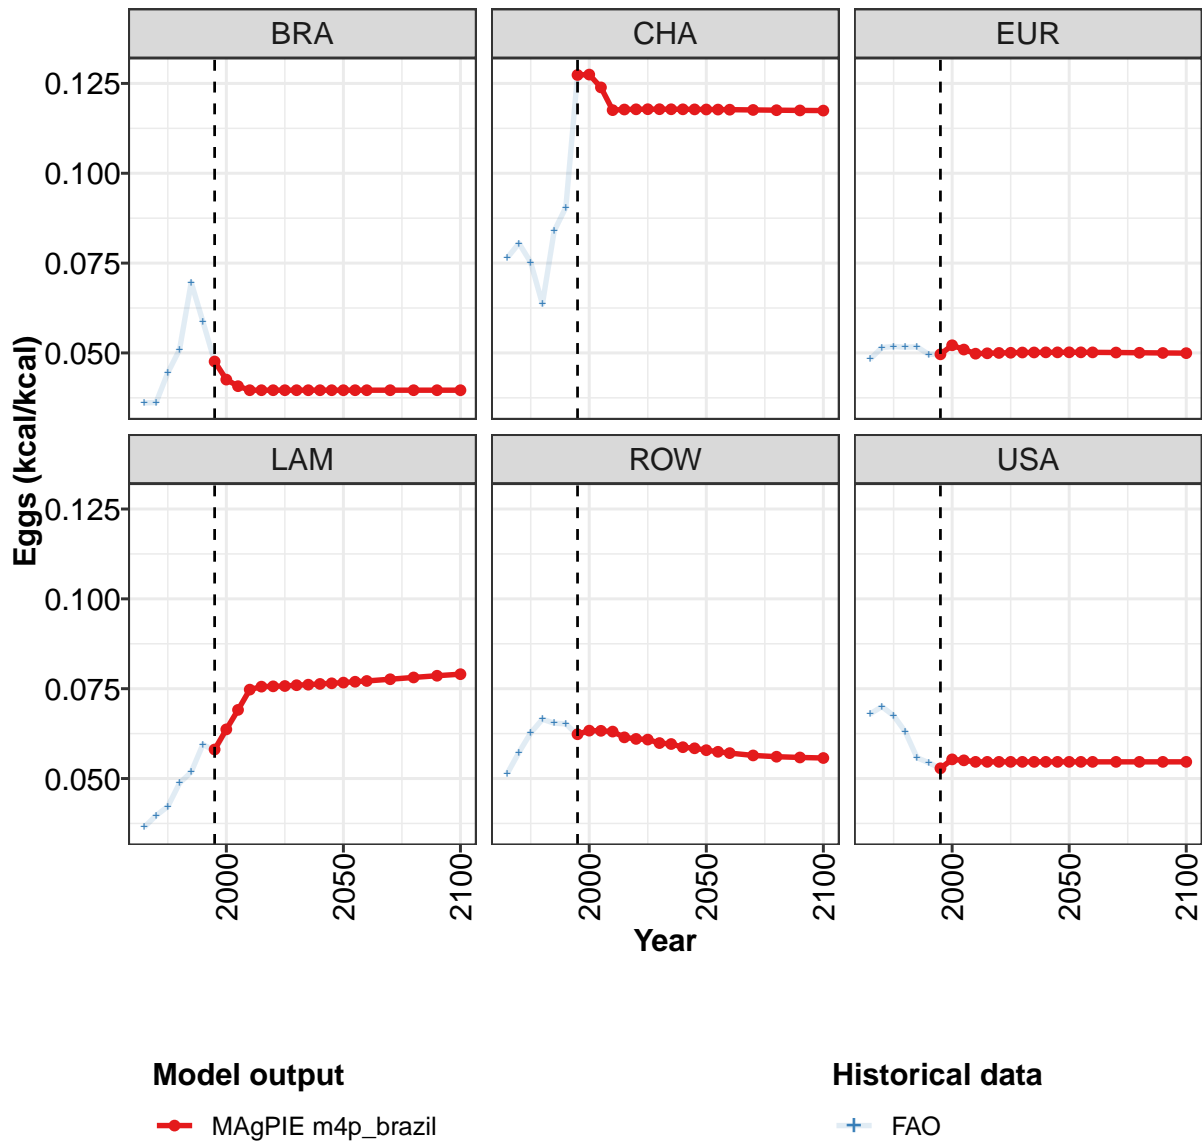 BRA CHA EUR
0.125
0.100
0.075
0.050
LAM ROW USA
0.125
0.100
0.075
0.050
Eggs (kcal/kcal)
2000 2050 2100 2000 2050 2100 2000 2050 2100
Year
Model output Historical data
MAgPIE m4p_brazil FAO